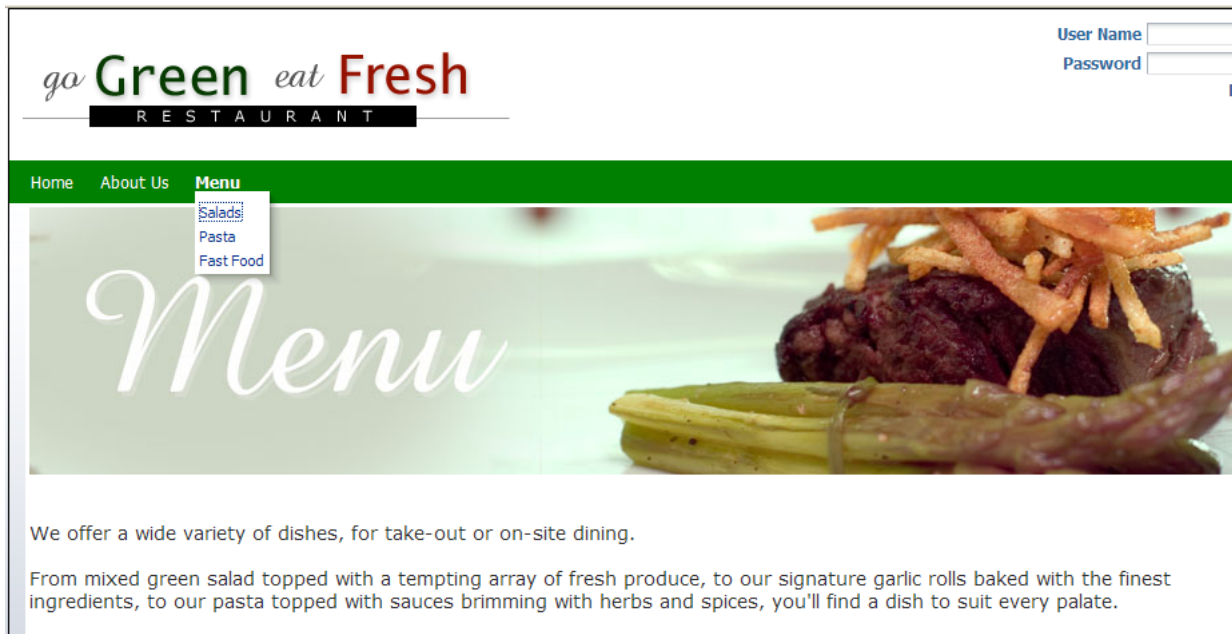 User Name
Password
go Green eat Fresh
RESTAURANT
Home About Us Menu
Salads
Pasta
Fast Food
Menu
We offer a wide variety of dishes, for take-out or on-site dining.
From mixed green salad topped with a tempting array of fresh produce, to our signature garlic rolls baked with the finest
ingredients, to our pasta topped with sauces brimming with herbs and spices, you'll find a dish to suit every palate.